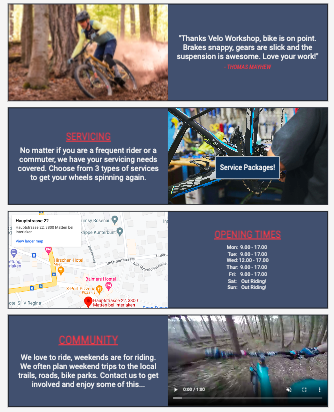 "Thanks Velo Workshop, bike is on point.
Brakes snappy, gears are slick and the
suspension is awesome. Love your work!"
SERVICING
No matter if you are a frequent rider or a
commuter, we have your servicing needs
covered. Choose from 3 types of services
to get your wheels spinning again.
Service Packages!
Hauptstrasse 22
View larger map
OPENING TIMES
Mon: 9.00 - 17.00
Tue: 9.00 - 17.00
Wed: 12.00 - 17.00
Thur: 9.00 - 17.00
Fri: 9.00 - 17.00
Sat: Out Riding!
Sun: Out Riding!
COMMUNITY
We love to ride, weekends are for riding.
We often plan weekend trips to the local
trails, roads, bike parks. Contact us to get
involved and enjoy some of this...
0:00 / 1:00